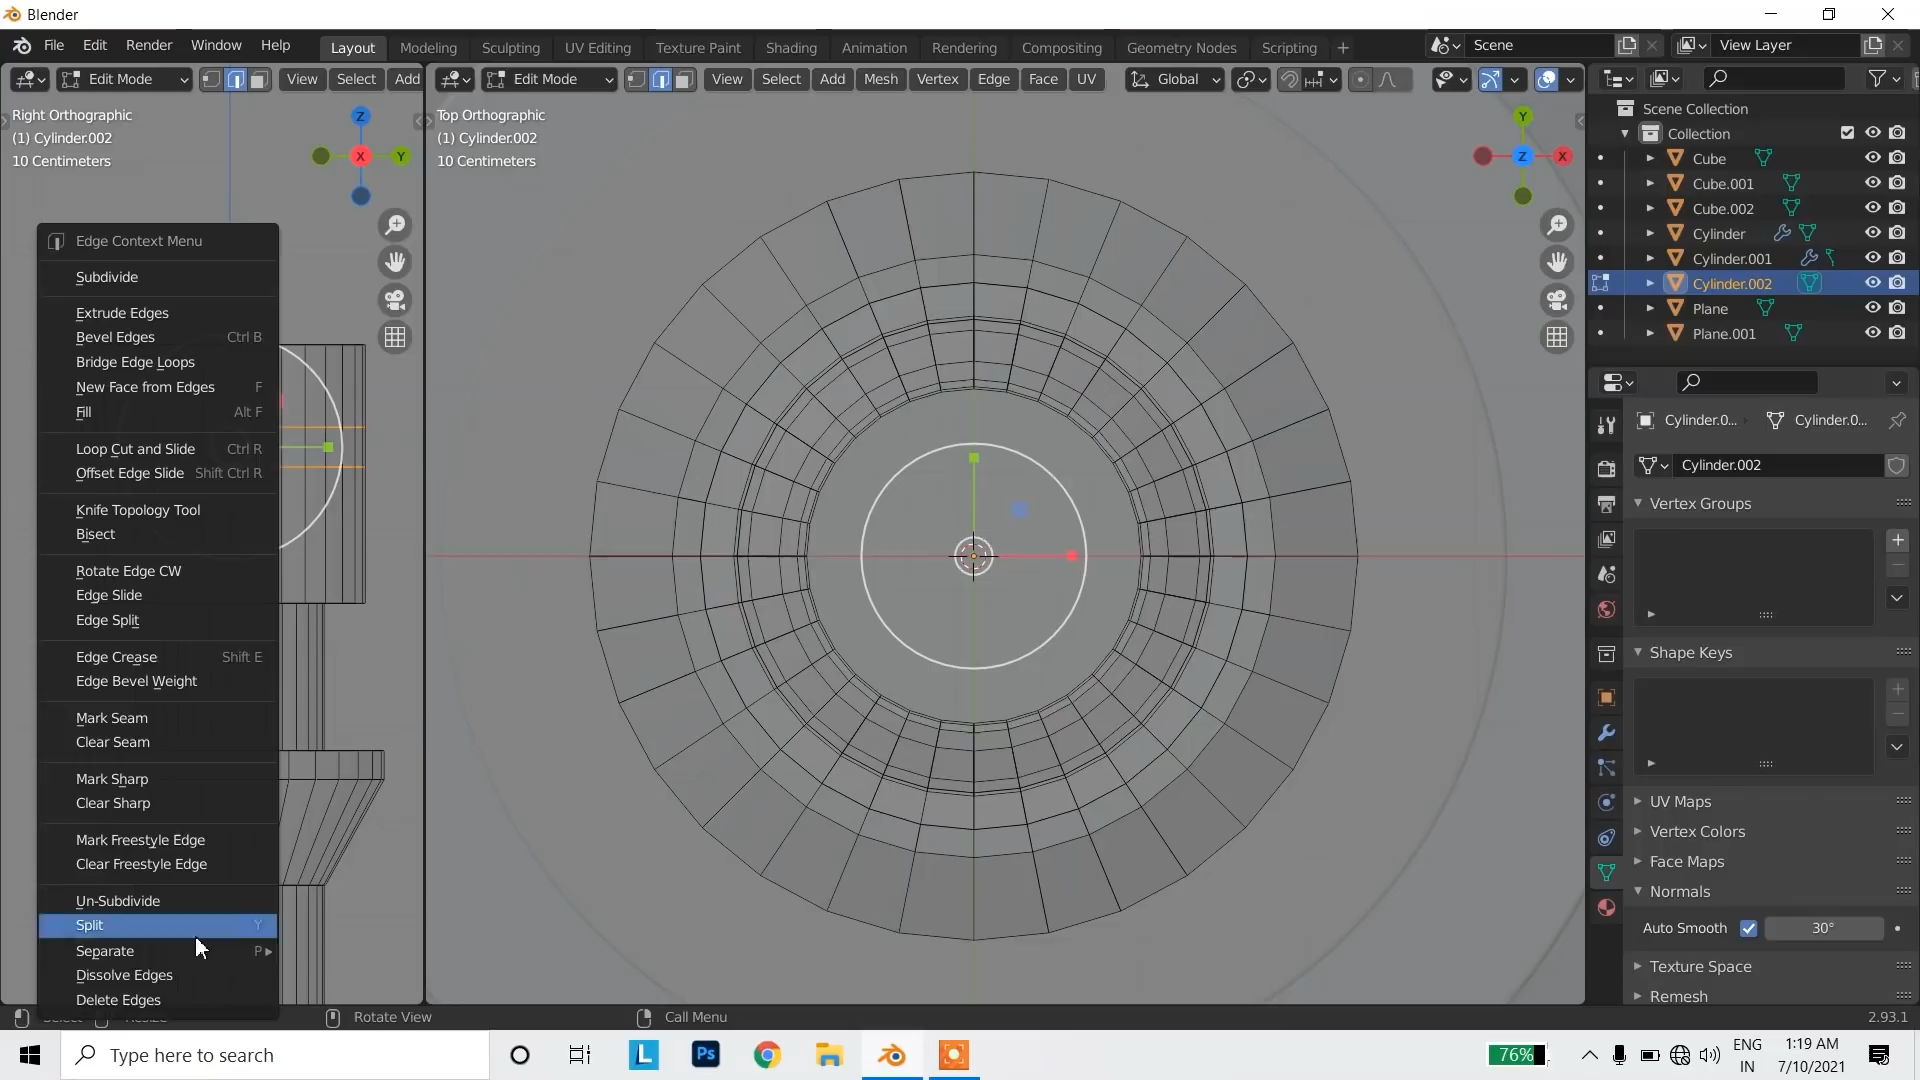 Blender
File Edit Render Window Help Layout Modeling Sculpting UV Editing Texture Paint Shading Animation Rendering Compositing Geometry Nodes Scripting + Scene View Layer
Edit Mode View Select Add Edit Mode View Select Add Mesh Vertex Edge Face UV Global
Right Orthographic
(1) Cylinder.002
10 Centimeters
Z
X
Y
Top Orthographic
(1) Cylinder.002
10 Centimeters
Y
Z
X
Edge Context Menu
Subdivide
Extrude Edges
Bevel Edges Ctrl B
Bridge Edge Loops
New Face from Edges F
Fill Alt F
Loop Cut and Slide Ctrl R
Offset Edge Slide Shift Ctrl R
Knife Topology Tool
Bisect
Rotate Edge CW
Edge Slide
Edge Split
Edge Crease Shift E
Edge Bevel Weight
Mark Seam
Clear Seam
Mark Sharp
Clear Sharp
Mark Freestyle Edge
Clear Freestyle Edge
Un-Subdivide
Split Y
Separate P
Dissolve Edges
Delete Edges
Scene Collection
Collection
Cube
Cube.001
Cube.002
Cylinder
Cylinder.001
Cylinder.002
Plane
Plane.001
Cylinder.0... Cylinder.0...
Cylinder.002
Vertex Groups
Shape Keys
UV Maps
Vertex Colors
Face Maps
Normals
Auto Smooth 30°
Texture Space
Remesh
Rotate View Call Menu 2.93.1
Type here to search
L
Ps
76%
ENG
IN
1:19 AM
7/10/2021